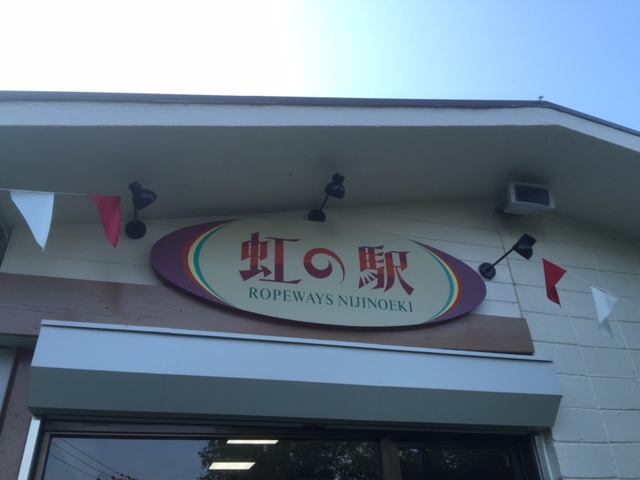 虹の駅
ROPEWAYS NIJINOEKI